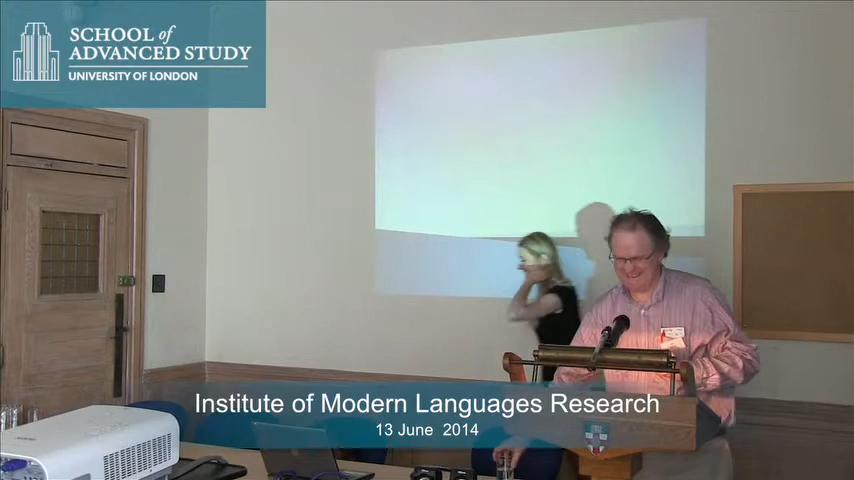 SCHOOL of
ADVANCED STUDY
UNIVERSITY OF LONDON
Institute of Modern Languages Research
13 June 2014